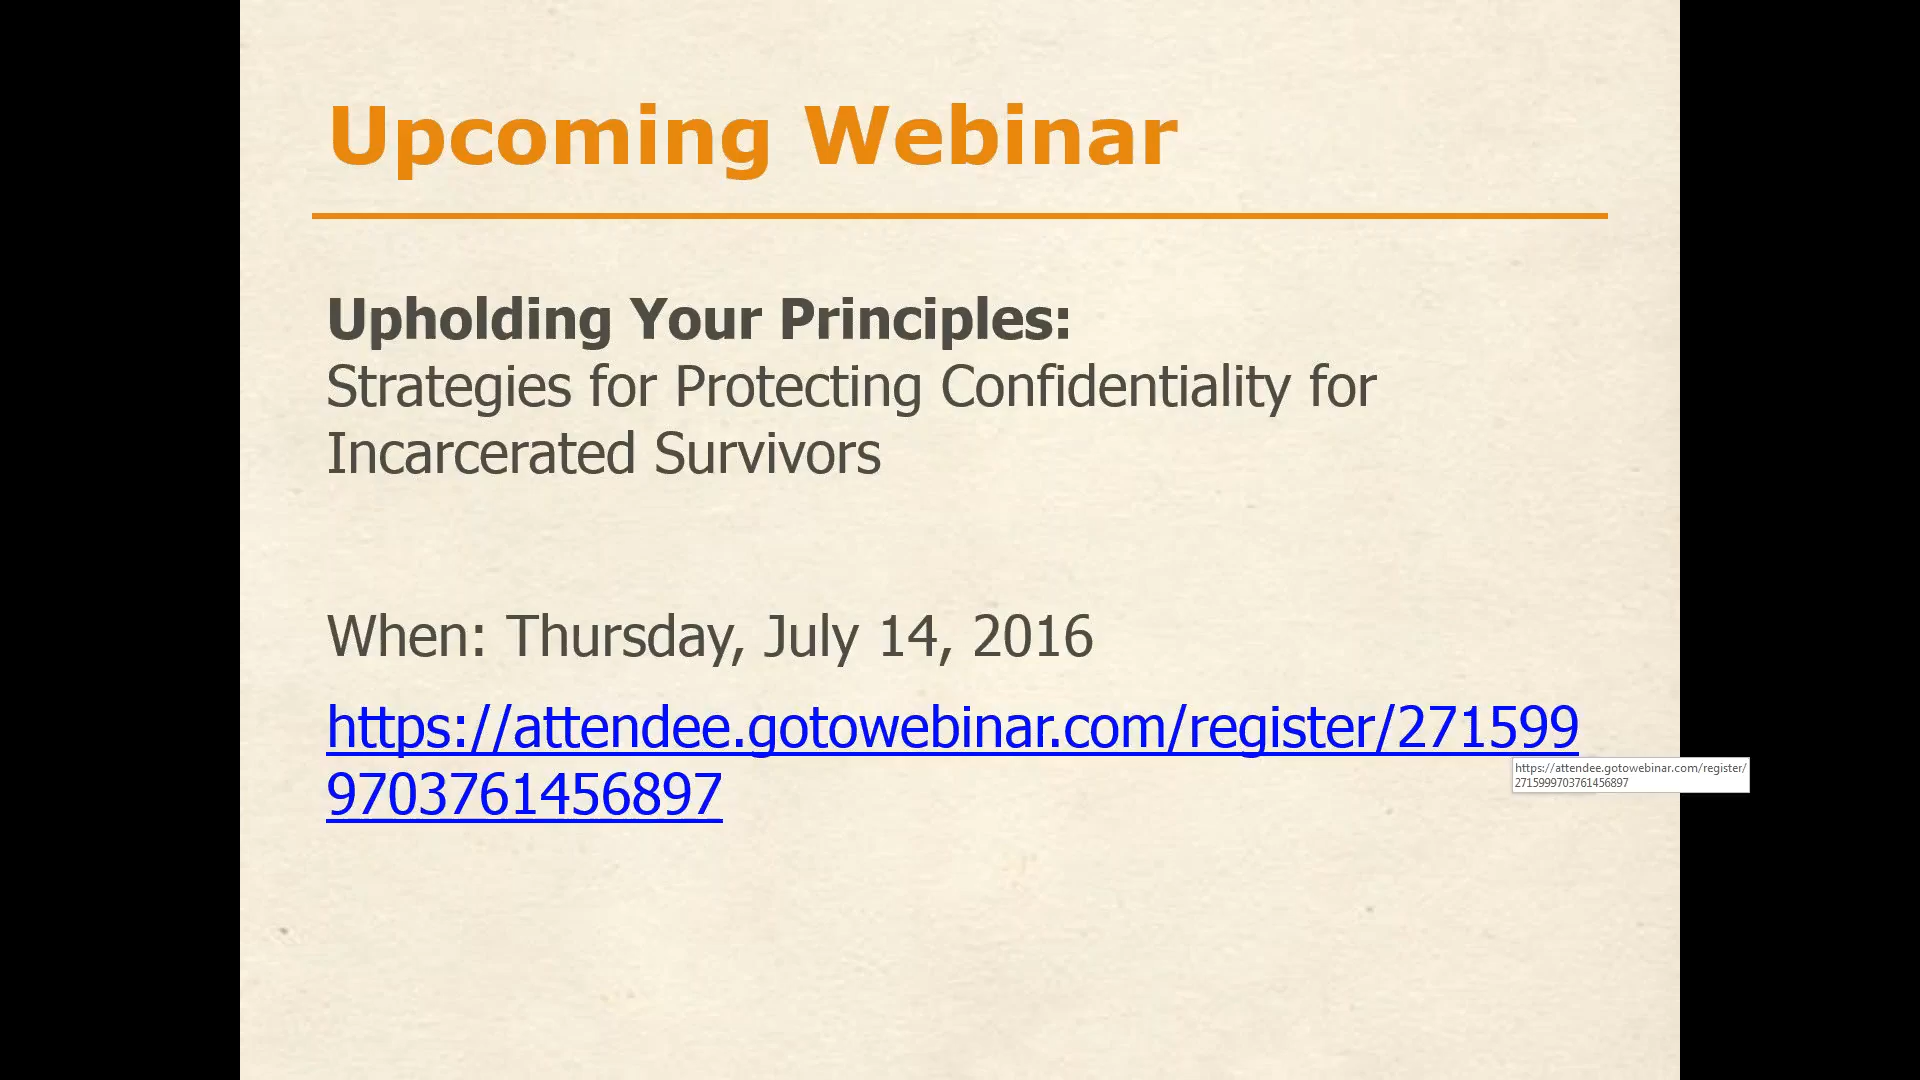 Upcoming Webinar
Upholding Your Principles:
Strategies for Protecting Confidentiality for
Incarcerated Survivors
When: Thursday, July 14, 2016
https://attendee.gotowebinar.com/register/271599
9703761456897
https://attendee.gotowebinar.com/register/
2715999703761456897